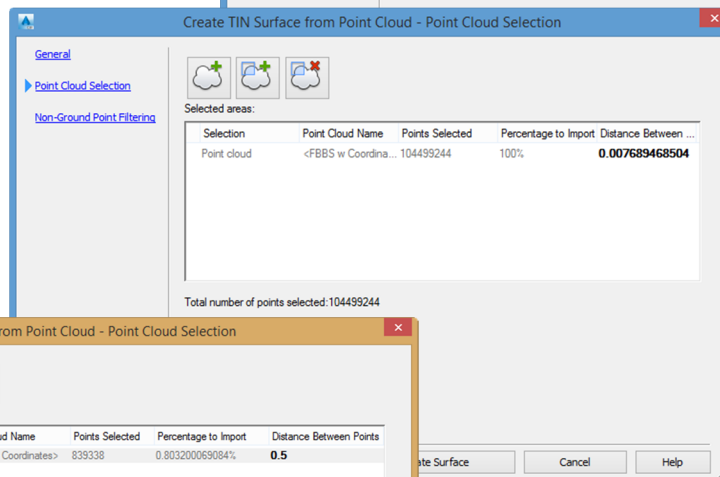 Create TIN Surface from Point Cloud - Point Cloud Selection
General
Point Cloud Selection
Non-Ground Point Filtering
Selected areas:
Selection Point Cloud Name Points Selected Percentage to Import Distance Between ...
Point cloud <FBBS w Coordina... 104499244 100% 0.007689468504
Total number of points selected:104499244
rom Point Cloud - Point Cloud Selection
ud Name Points Selected Percentage to Import Distance Between Points
Coordinates> 839338 0.803200069084% 0.5
ate Surface Cancel Help